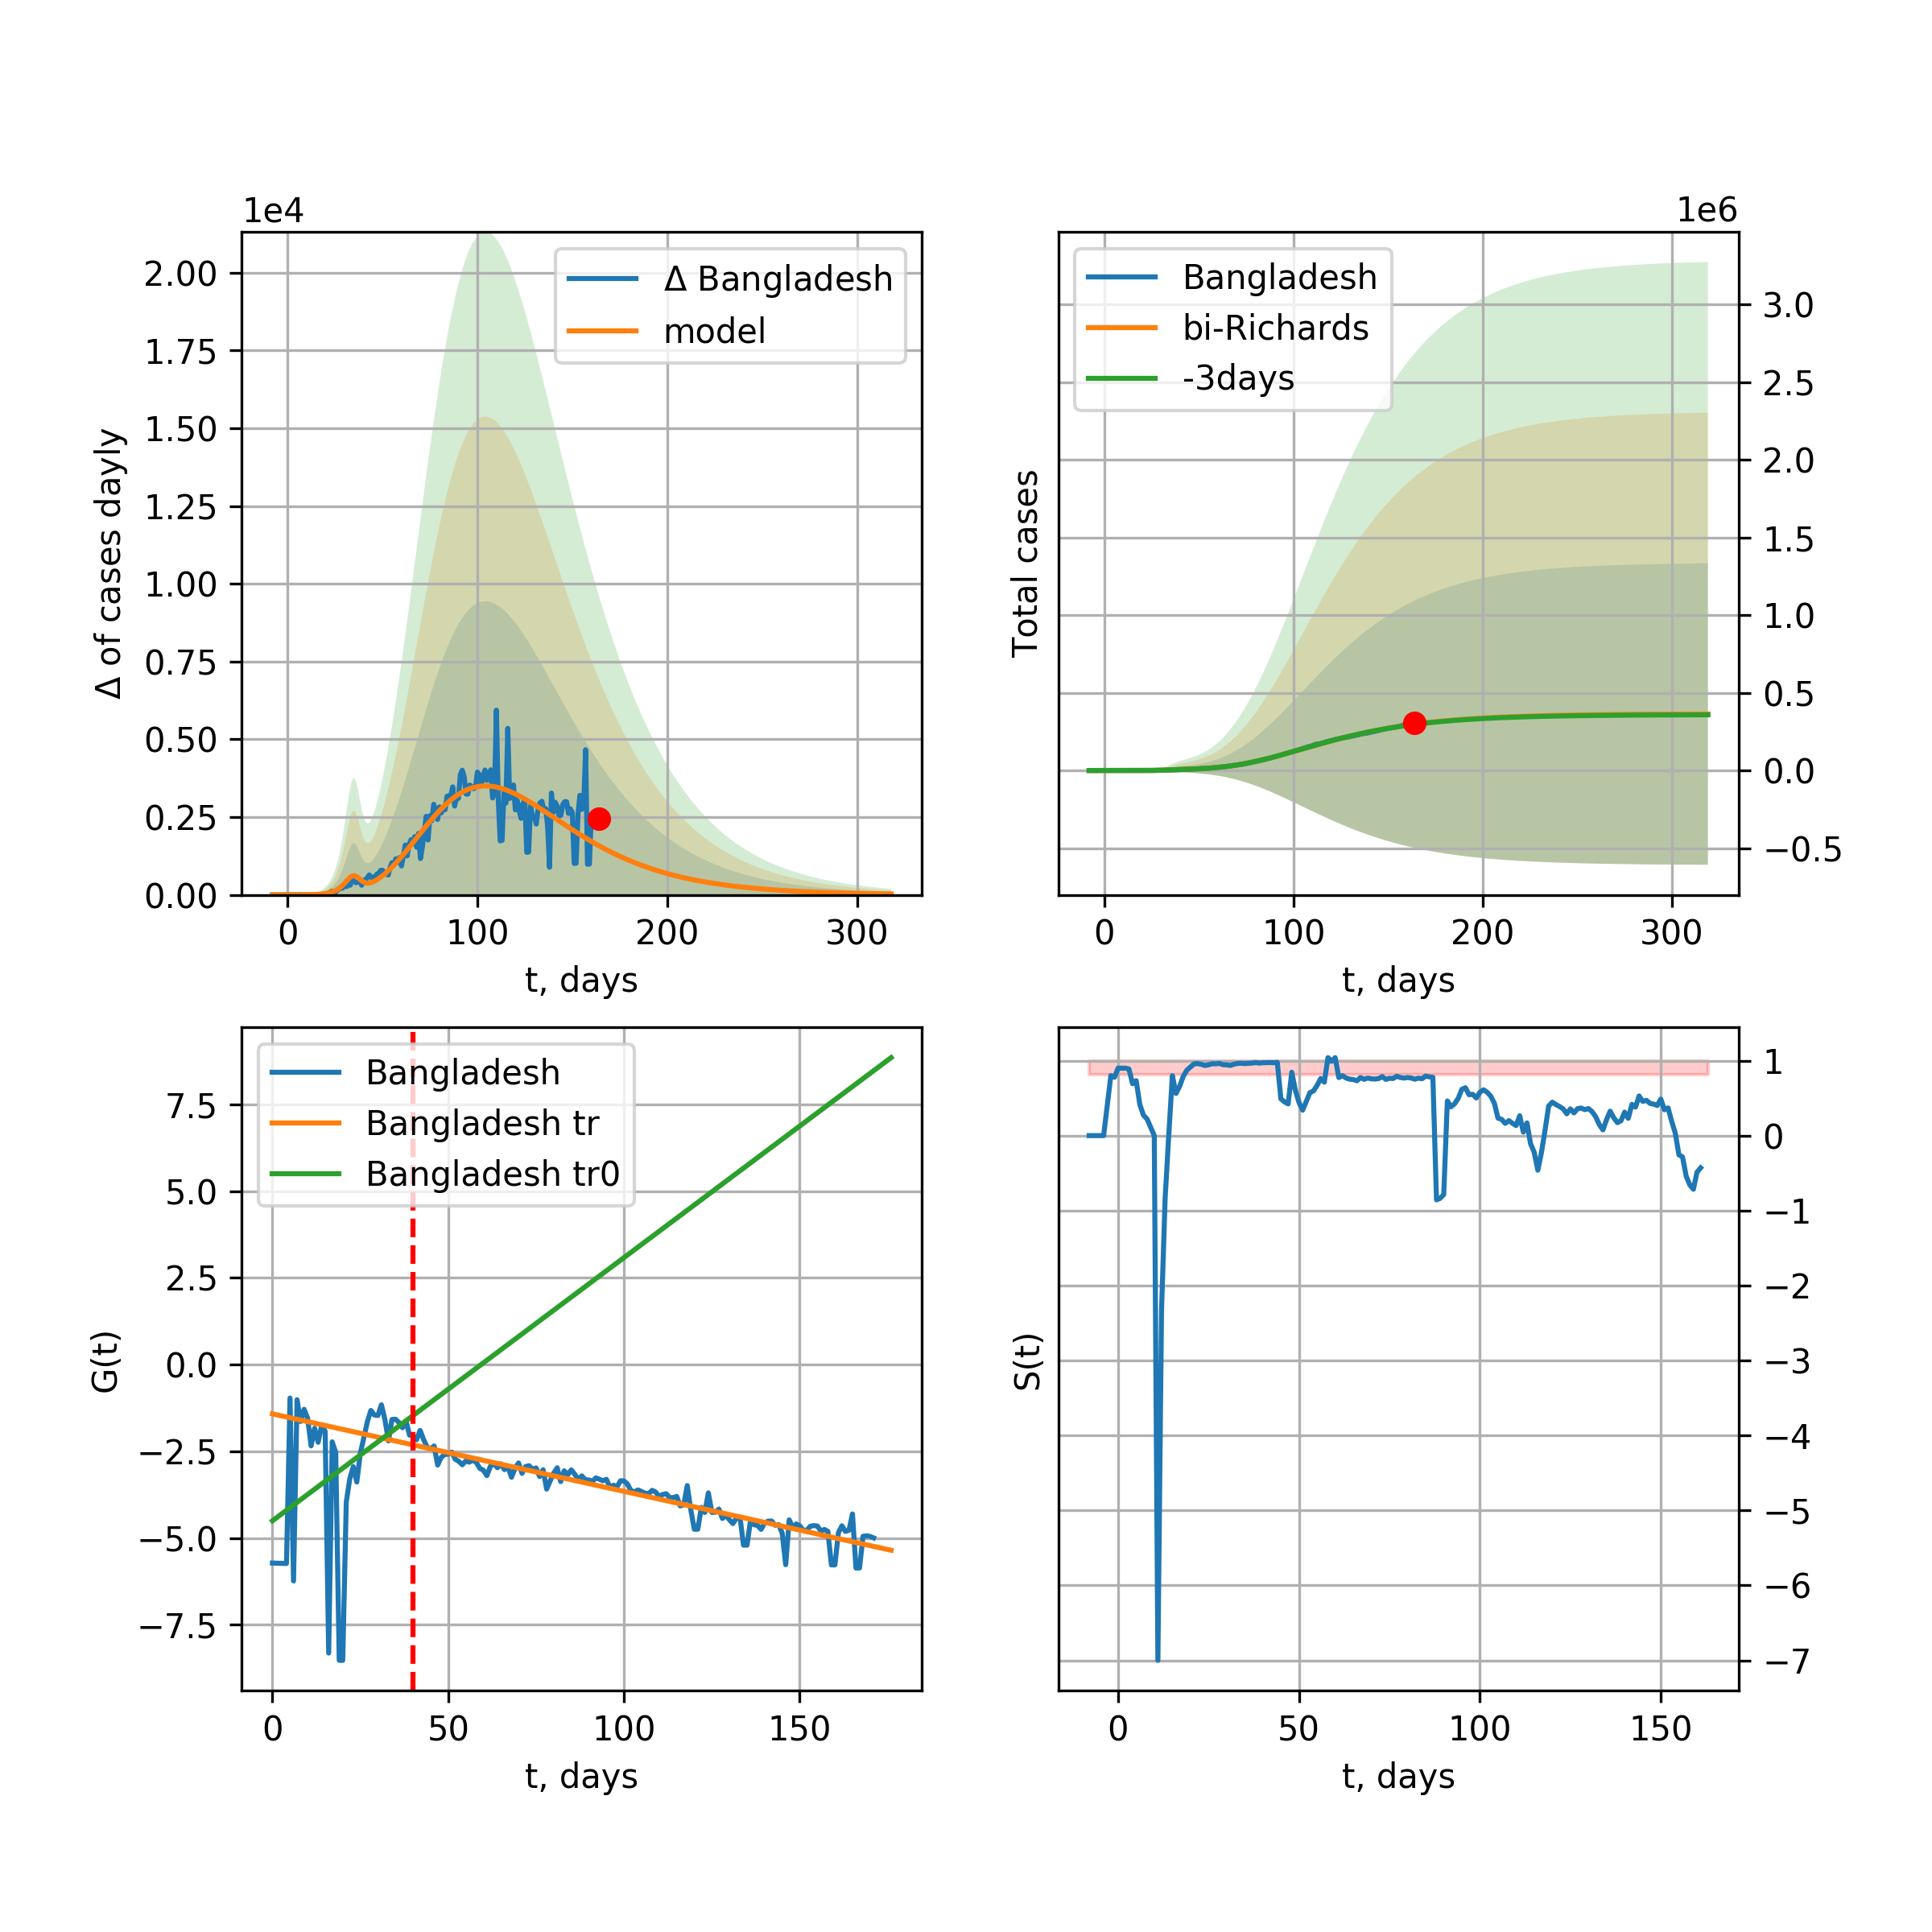 1e4
2.00
1.75
1.50
1.25
1.00
0.75
0.50
0.25
0.00
Δ of cases dayly
Δ Bangladesh
model
0 100 200 300
t, days
1e6
Total cases
Bangladesh
bi-Richards
-3days
3.0
2.5
2.0
1.5
1.0
0.5
0.0
−0.5
0 100 200 300
t, days
G(t)
7.5
5.0
2.5
0.0
−2.5
−5.0
−7.5
Bangladesh
Bangladesh tr
Bangladesh tr0
0 50 100 150
t, days
S(t)
1
0
−1
−2
−3
−4
−5
−6
−7
0 50 100 150
t, days